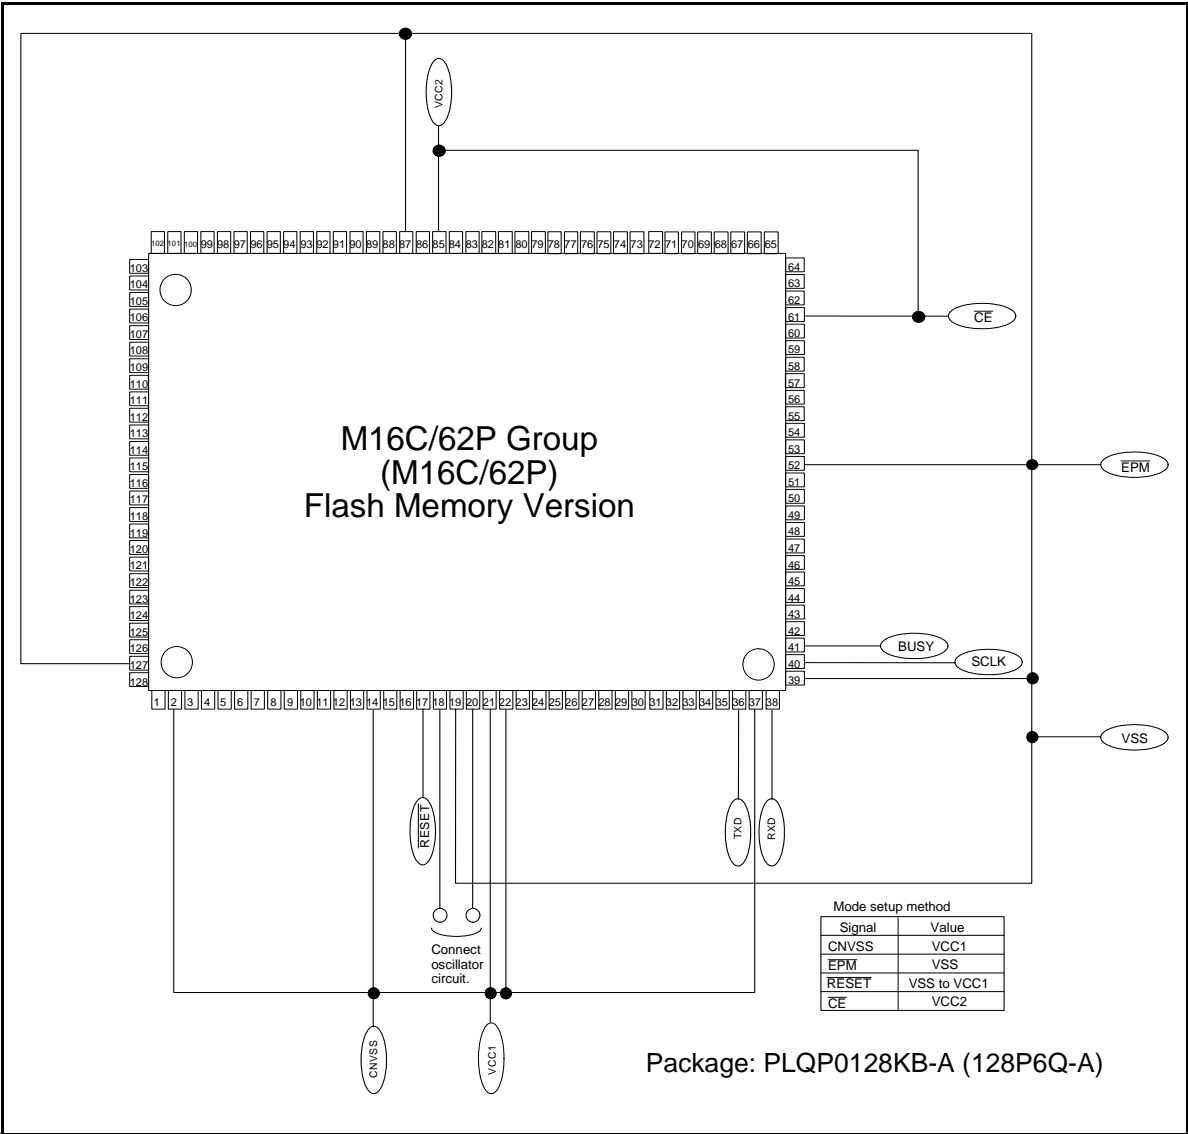 VCC2
102 101 100 99 98 97 96 95 94 93 92 91 90 89 88 87 86 85 84 83 82 81 80 79 78 77 76 75 74 73 72 71 70 69 68 67 66 65
103
104
105
106
107
108
109
110
111
112
113
114
115
116
117
118
119
120
121
122
123
124
125
126
127
128
64
63
62
61
60
59
58
57
56
55
54
53
52
51
50
49
48
47
46
45
44
43
42
41
40
39
CE
EPM
BUSY
SCLK
VSS
M16C/62P Group
(M16C/62P)
Flash Memory Version
1 2 3 4 5 6 7 8 9 10 11 12 13 14 15 16 17 18 19 20 21 22 23 24 25 26 27 28 29 30 31 32 33 34 35 36 37 38
RESET
TXD
RXD
Connect
oscillator
circuit.
CNVSS
VCC1
Mode setup method
Signal Value
CNVSS VCC1
EPM VSS
RESET VSS to VCC1
CE VCC2
Package: PLQP0128KB-A (128P6Q-A)